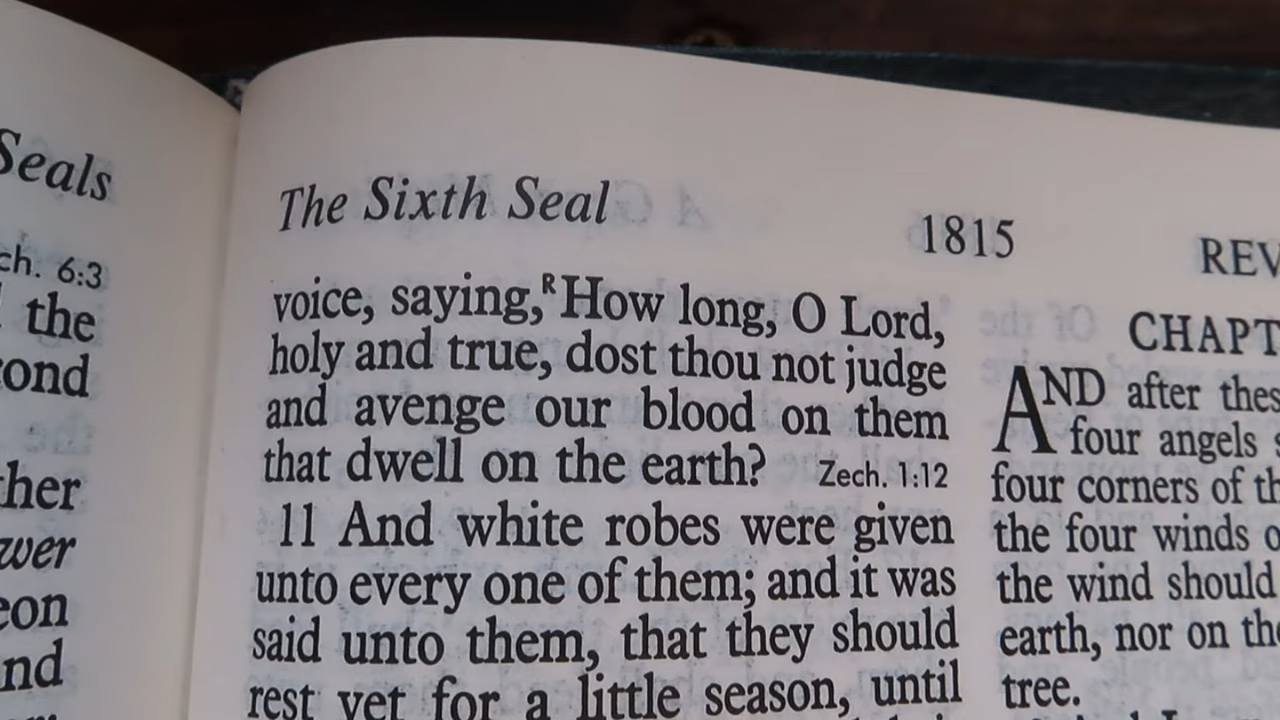 Seals
ch. 6:3
the
ond
her
wer
eon
nd
The Sixth Seal
1815
REV
voice, saying,ᴿHow long, O Lord,
holy and true, dost thou not judge
and avenge our blood on them
that dwell on the earth? Zech. 1:12
11 And white robes were given
unto every one of them; and it was
said unto them, that they should
rest yet for a little season, until
CHAPT
AND after thes
four angels s
four corners of th
the four winds o
the wind should
earth, nor on the
tree.